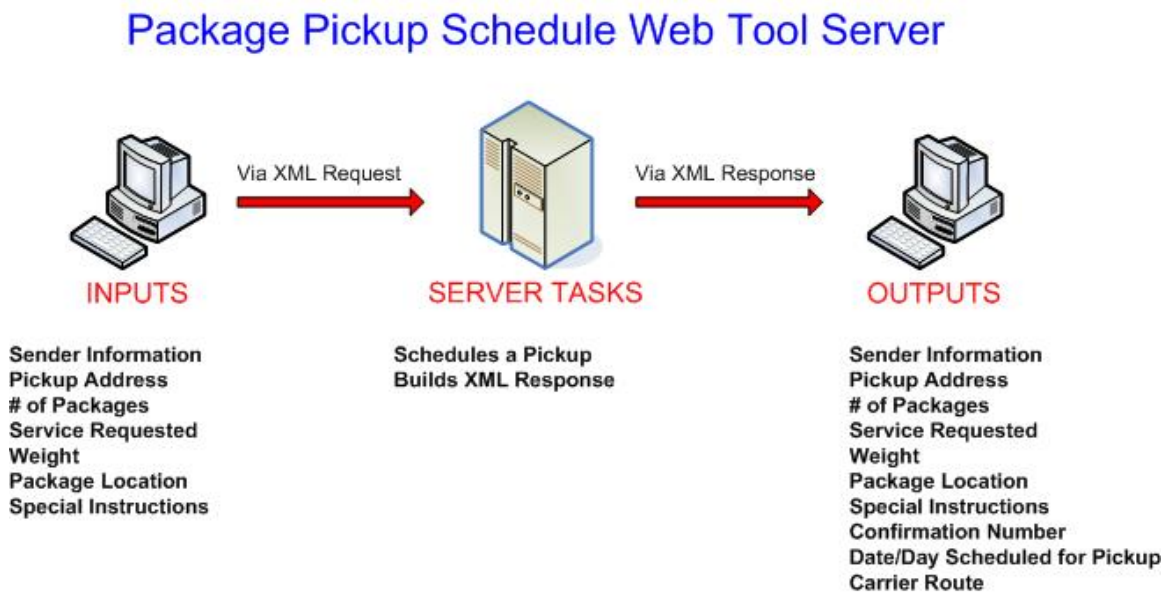 Package Pickup Schedule Web Tool Server
Via XML Request
Via XML Response
INPUTS
SERVER TASKS
OUTPUTS
Sender Information
Pickup Address
# of Packages
Service Requested
Weight
Package Location
Special Instructions
Schedules a Pickup
Builds XML Response
Sender Information
Pickup Address
# of Packages
Service Requested
Weight
Package Location
Special Instructions
Confirmation Number
Date/Day Scheduled for Pickup
Carrier Route